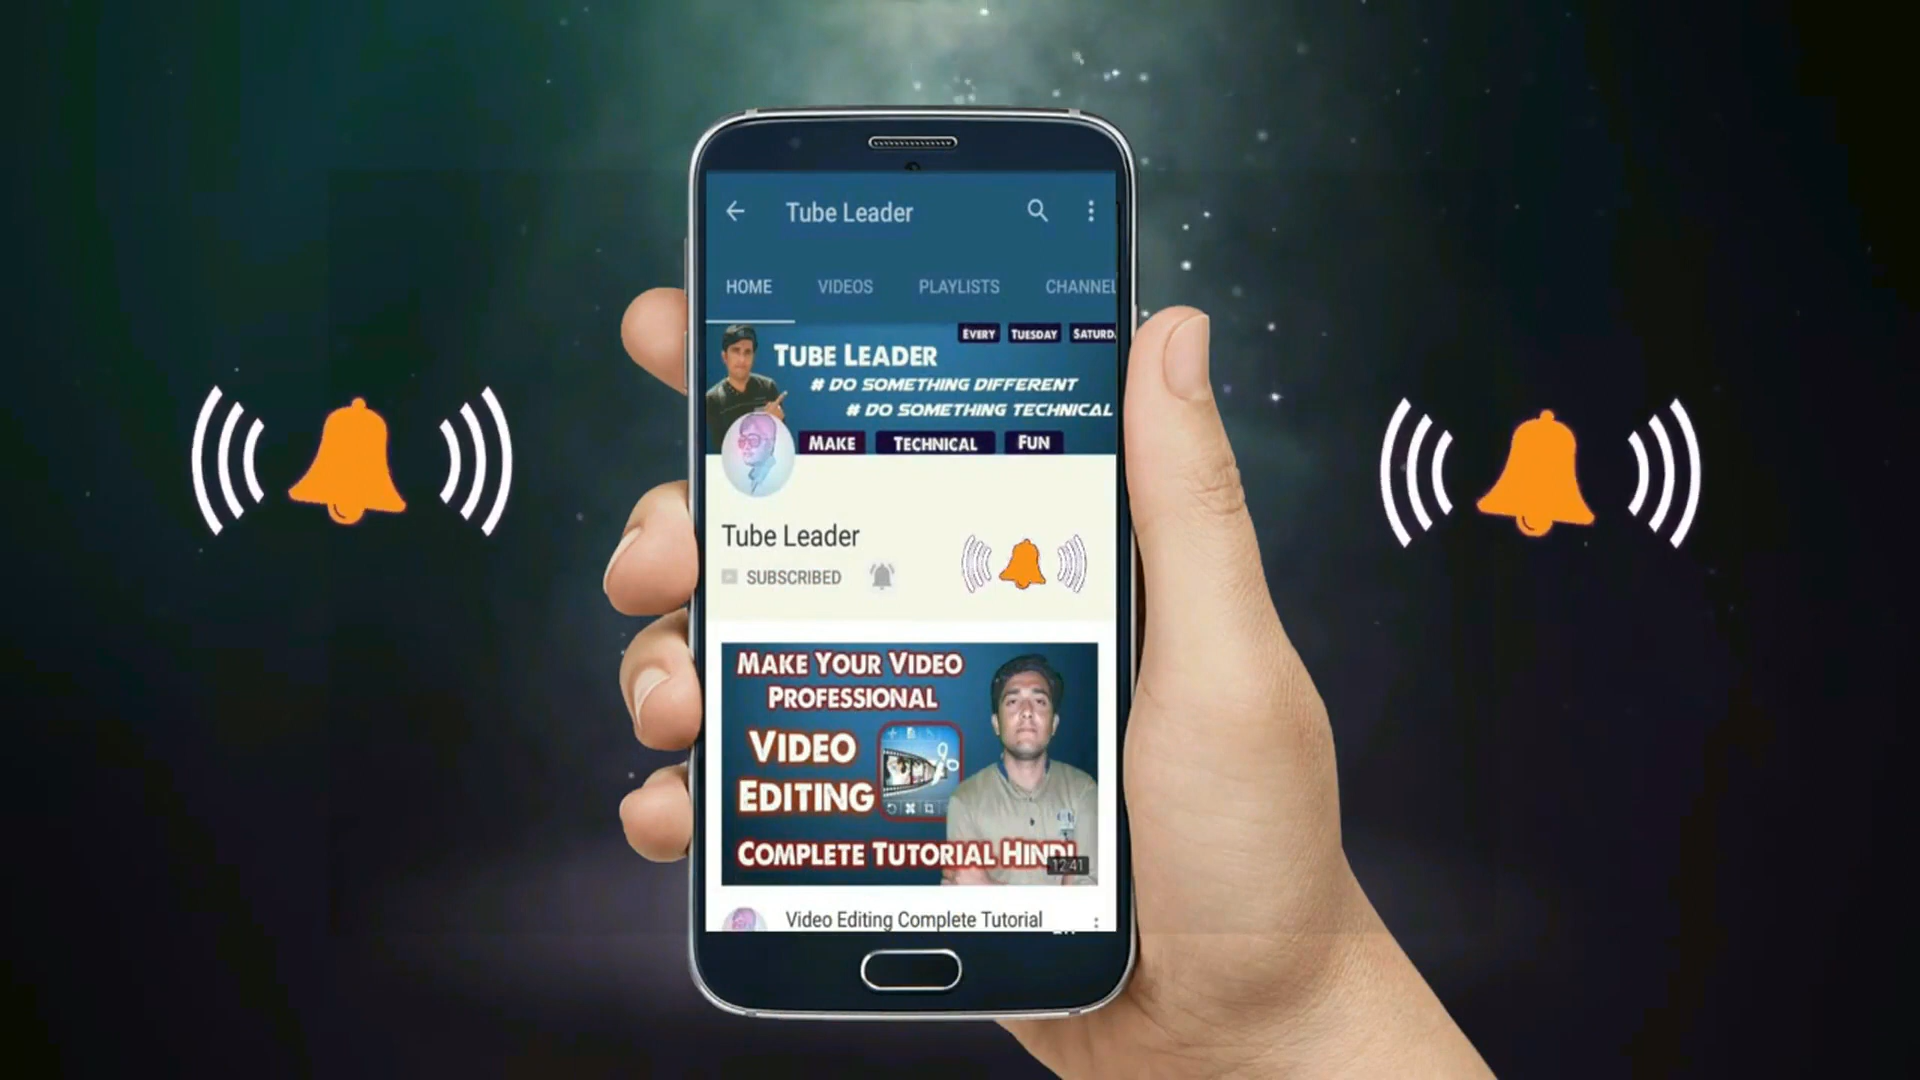 Tube Leader
HOME VIDEOS PLAYLISTS CHANNEL
EVERY TUESDAY
TUBE LEADER
# DO SOMETHING DIFFERENT
# DO SOMETHING TECHNICAL
MAKE TECHNICAL FUN
Tube Leader
SUBSCRIBED
MAKE YOUR VIDEO
PROFESSIONAL
VIDEO
EDITING
COMPLETE TUTORIAL HINDI
12:41
Video Editing Complete Tutorial